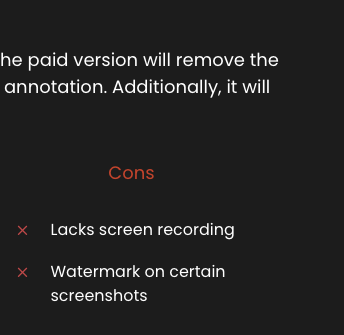 he paid version will remove the
annotation. Additionally, it will
Cons
Lacks screen recording
Watermark on certain
screenshots